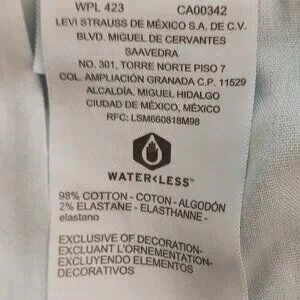 WPL 423 CA00342
LEVI STRAUSS DE MÉXICO S.A. DE C.V.
BLVD. MIGUEL DE CERVANTES
SAAVEDRA
NO. 301, TORRE NORTE PISO 7
COL. AMPLIACIÓN GRANADA C.P. 11529
ALCALDÍA. MIGUEL HIDALGO
CIUDAD DE MÉXICO, MÉXICO
RFC: LSM660818M98
WATER<LESS™
98% COTTON - COTON - ALGODÓN
2% ELASTANE - ELASTHANNE -
elastano
EXCLUSIVE OF DECORATION-
EXCLUANT L'ORNEMENTATION-
EXCLUYENDO ELEMENTOS
DECORATIVOS